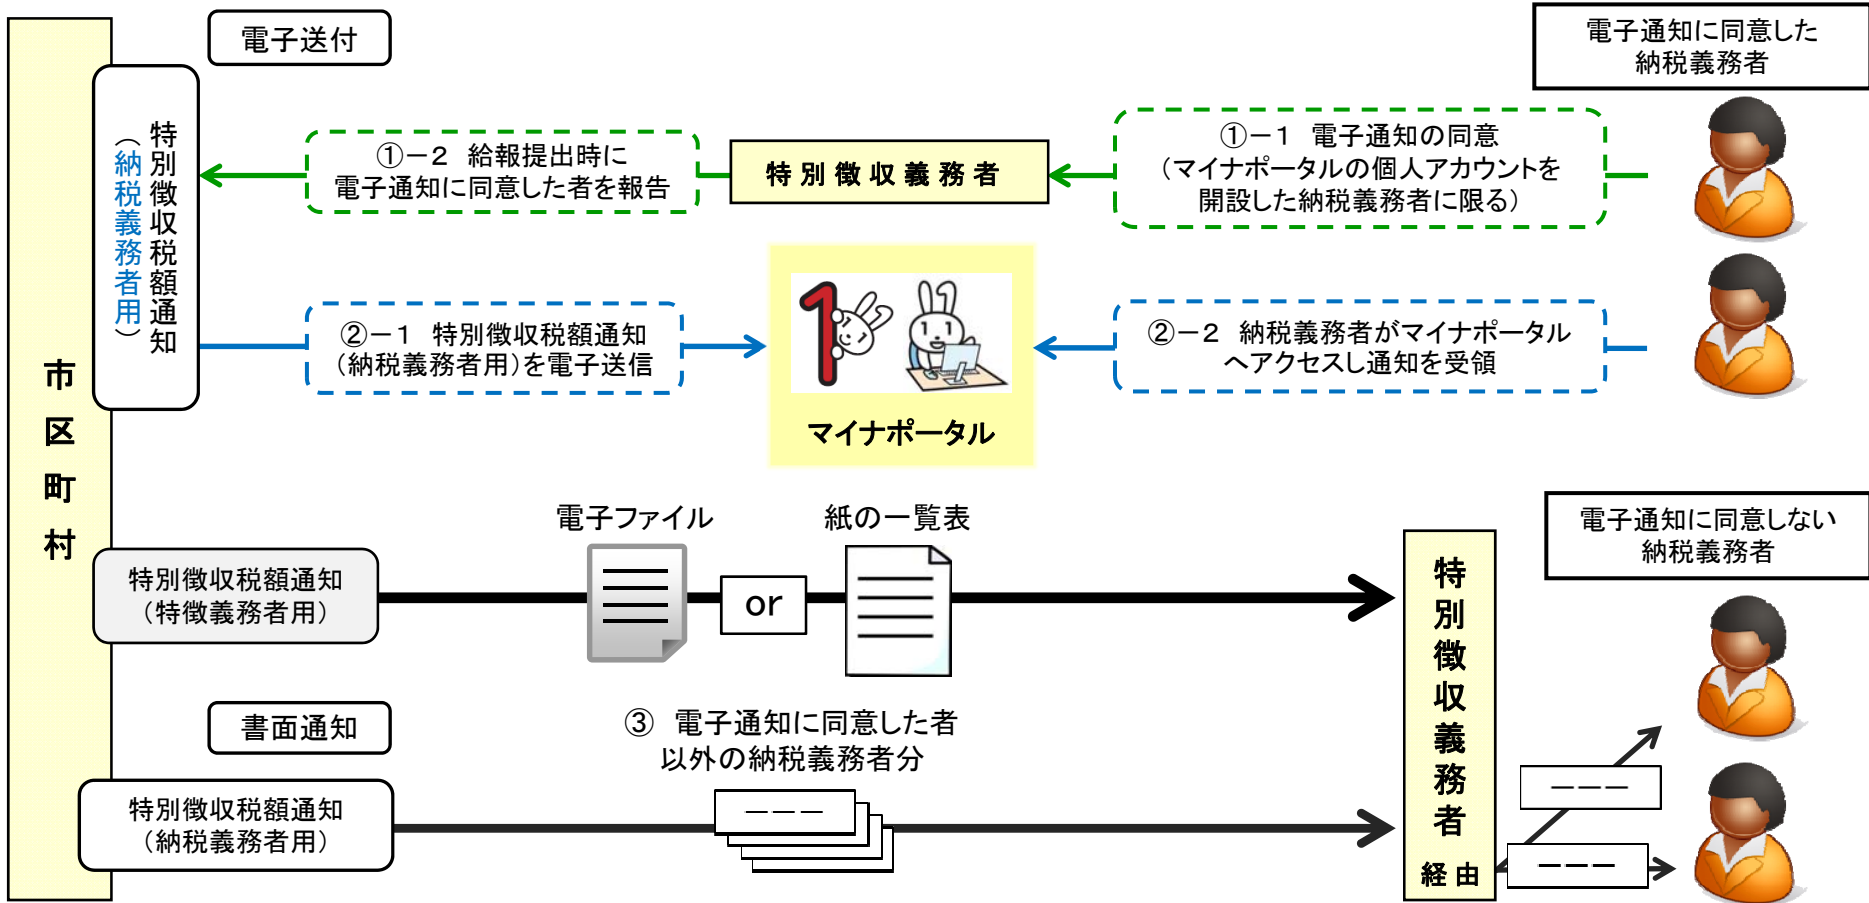 電子送付
電子通知に同意した
納税義務者
特別徴収税額通知
（納税義務者用）
①－２ 給報提出時に
電子通知に同意した者を報告
特別徴収義務者
①－１ 電子通知の同意
（マイナポータルの個人アカウントを
開設した納税義務者に限る）
②－１ 特別徴収税額通知
（納税義務者用）を電子送信
1
マイナポータル
②－２ 納税義務者がマイナポータル
へアクセスし通知を受領
市区町村
電子ファイル
紙の一覧表
電子通知に同意しない
納税義務者
特別徴収税額通知
（特徴義務者用）
or
特別徴収義務者
経由
書面通知
③ 電子通知に同意した者
以外の納税義務者分
特別徴収税額通知
（納税義務者用）
－－－
－－－
－－－